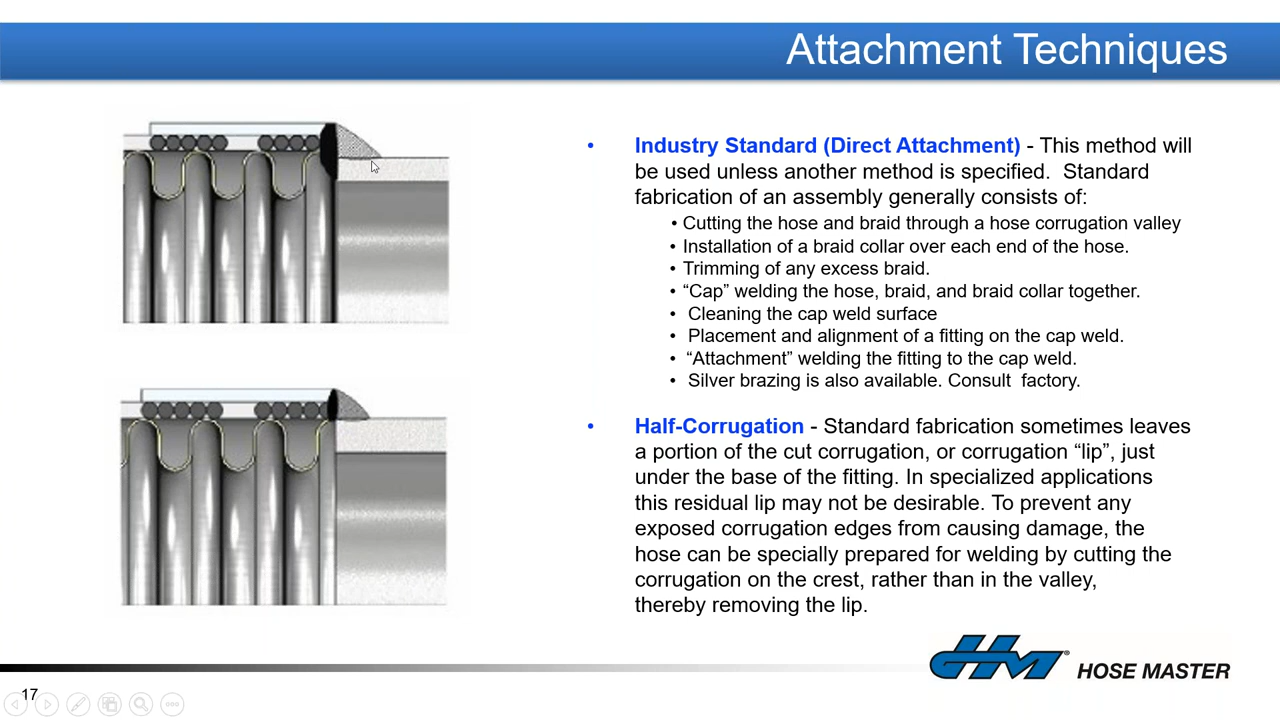 Attachment Techniques
• Industry Standard (Direct Attachment) - This method will
be used unless another method is specified.  Standard
fabrication of an assembly generally consists of:
• Cutting the hose and braid through a hose corrugation valley
• Installation of a braid collar over each end of the hose.
• Trimming of any excess braid.
• “Cap” welding the hose, braid, and braid collar together.
• Cleaning the cap weld surface
• Placement and alignment of a fitting on the cap weld.
• “Attachment” welding the fitting to the cap weld.
• Silver brazing is also available. Consult  factory.
• Half-Corrugation - Standard fabrication sometimes leaves
a portion of the cut corrugation, or corrugation “lip”, just
under the base of the fitting. In specialized applications
this residual lip may not be desirable. To prevent any
exposed corrugation edges from causing damage, the
hose can be specially prepared for welding by cutting the
corrugation on the crest, rather than in the valley,
thereby removing the lip.
HM® HOSE MASTER
17